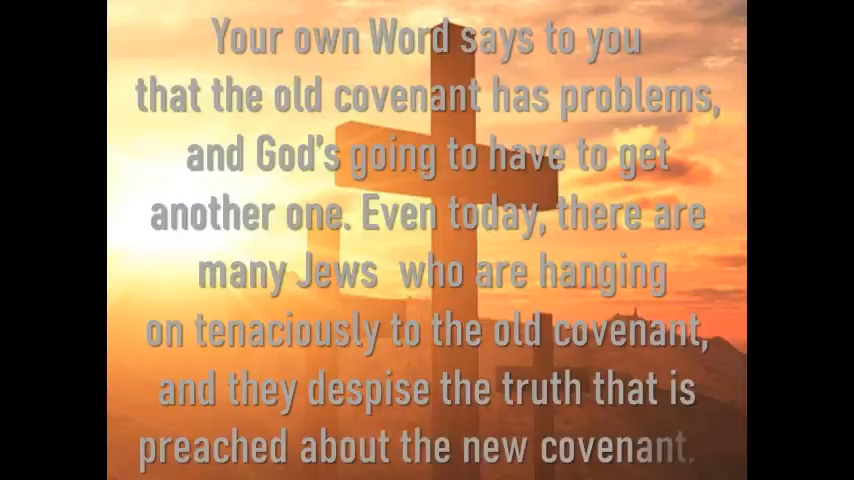 Your own Word says to you
that the old covenant has problems,
and God's going to have to get
another one. Even today, there are
many Jews who are hanging
on tenaciously to the old covenant,
and they despise the truth that is
preached about the new covenant.